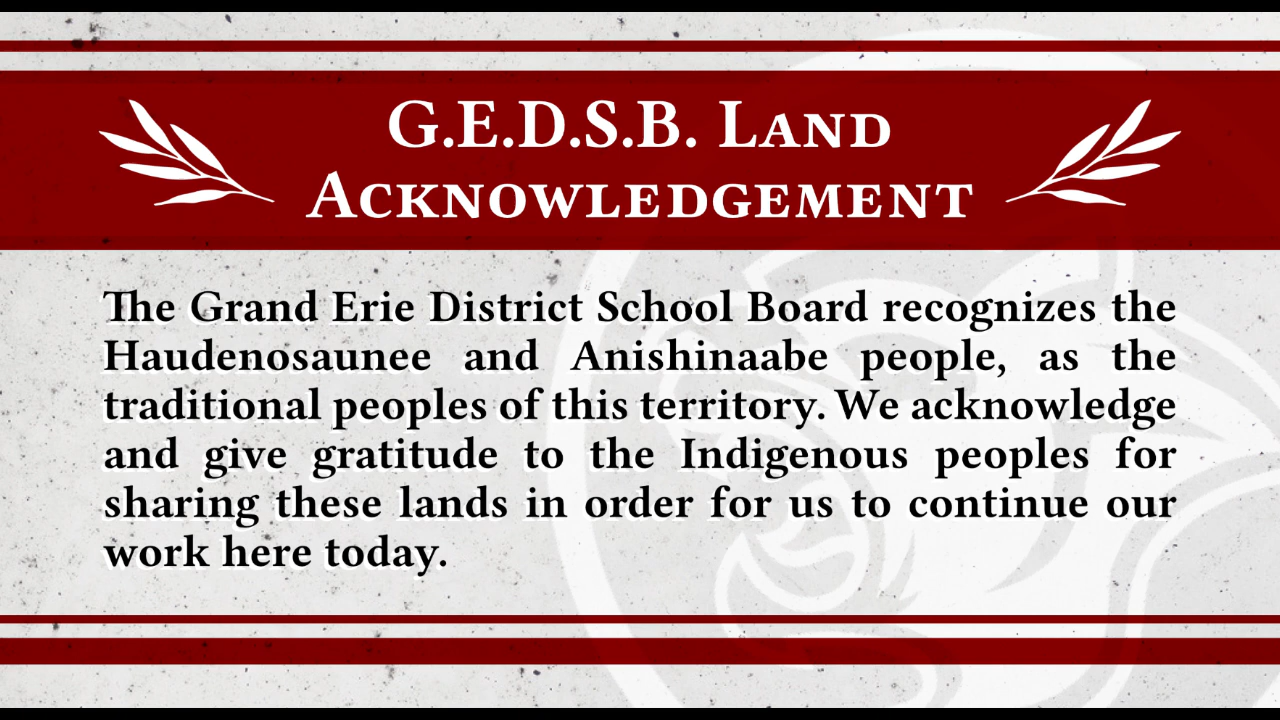 G.E.D.S.B. Land
Acknowledgement
The Grand Erie District School Board recognizes the
Haudenosaunee and Anishinaabe people, as the
traditional peoples of this territory. We acknowledge
and give gratitude to the Indigenous peoples for
sharing these lands in order for us to continue our
work here today.